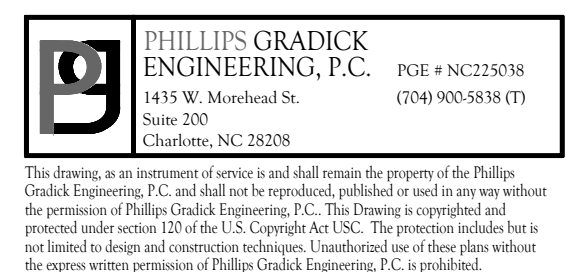 PHILLIPS GRADICK
ENGINEERING, P.C. PGE # NC225038
1435 W. Morehead St. (704) 900-5838 (T)
Suite 200
Charlotte, NC 28208
This drawing, as an instrument of service is and shall remain the property of the Phillips
Gradick Engineering, P.C. and shall not be reproduced, published or used in any way without
the permission of Phillips Gradick Engineering, P.C.. This Drawing is copyrighted and
protected under section 120 of the U.S. Copyright Act USC. The protection includes but is
not limited to design and construction techniques. Unauthorized use of these plans without
the express written permission of Phillips Gradick Engineering, P.C. is prohibited.